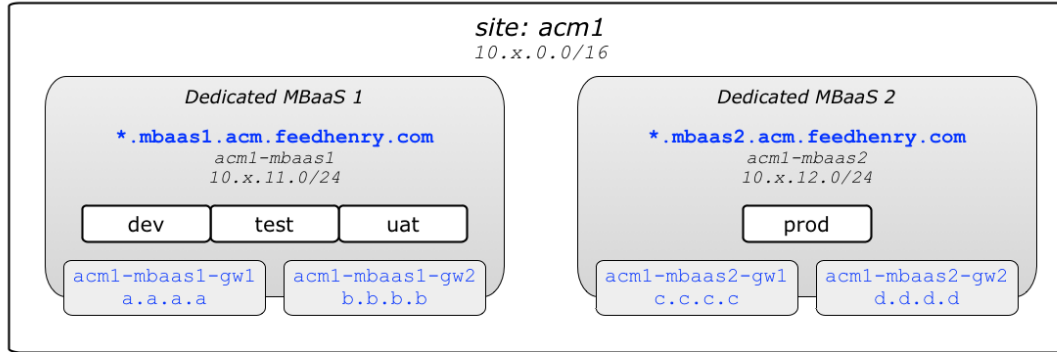 site: acm1
10.x.0.0/16
Dedicated MBaaS 1
*.mbaas1.acm.feedhenry.com
acm1-mbaas1
10.x.11.0/24
dev
test
uat
acm1-mbaas1-gw1
a.a.a.a
acm1-mbaas1-gw2
b.b.b.b
Dedicated MBaaS 2
*.mbaas2.acm.feedhenry.com
acm1-mbaas2
10.x.12.0/24
prod
acm1-mbaas2-gw1
c.c.c.c
acm1-mbaas2-gw2
d.d.d.d